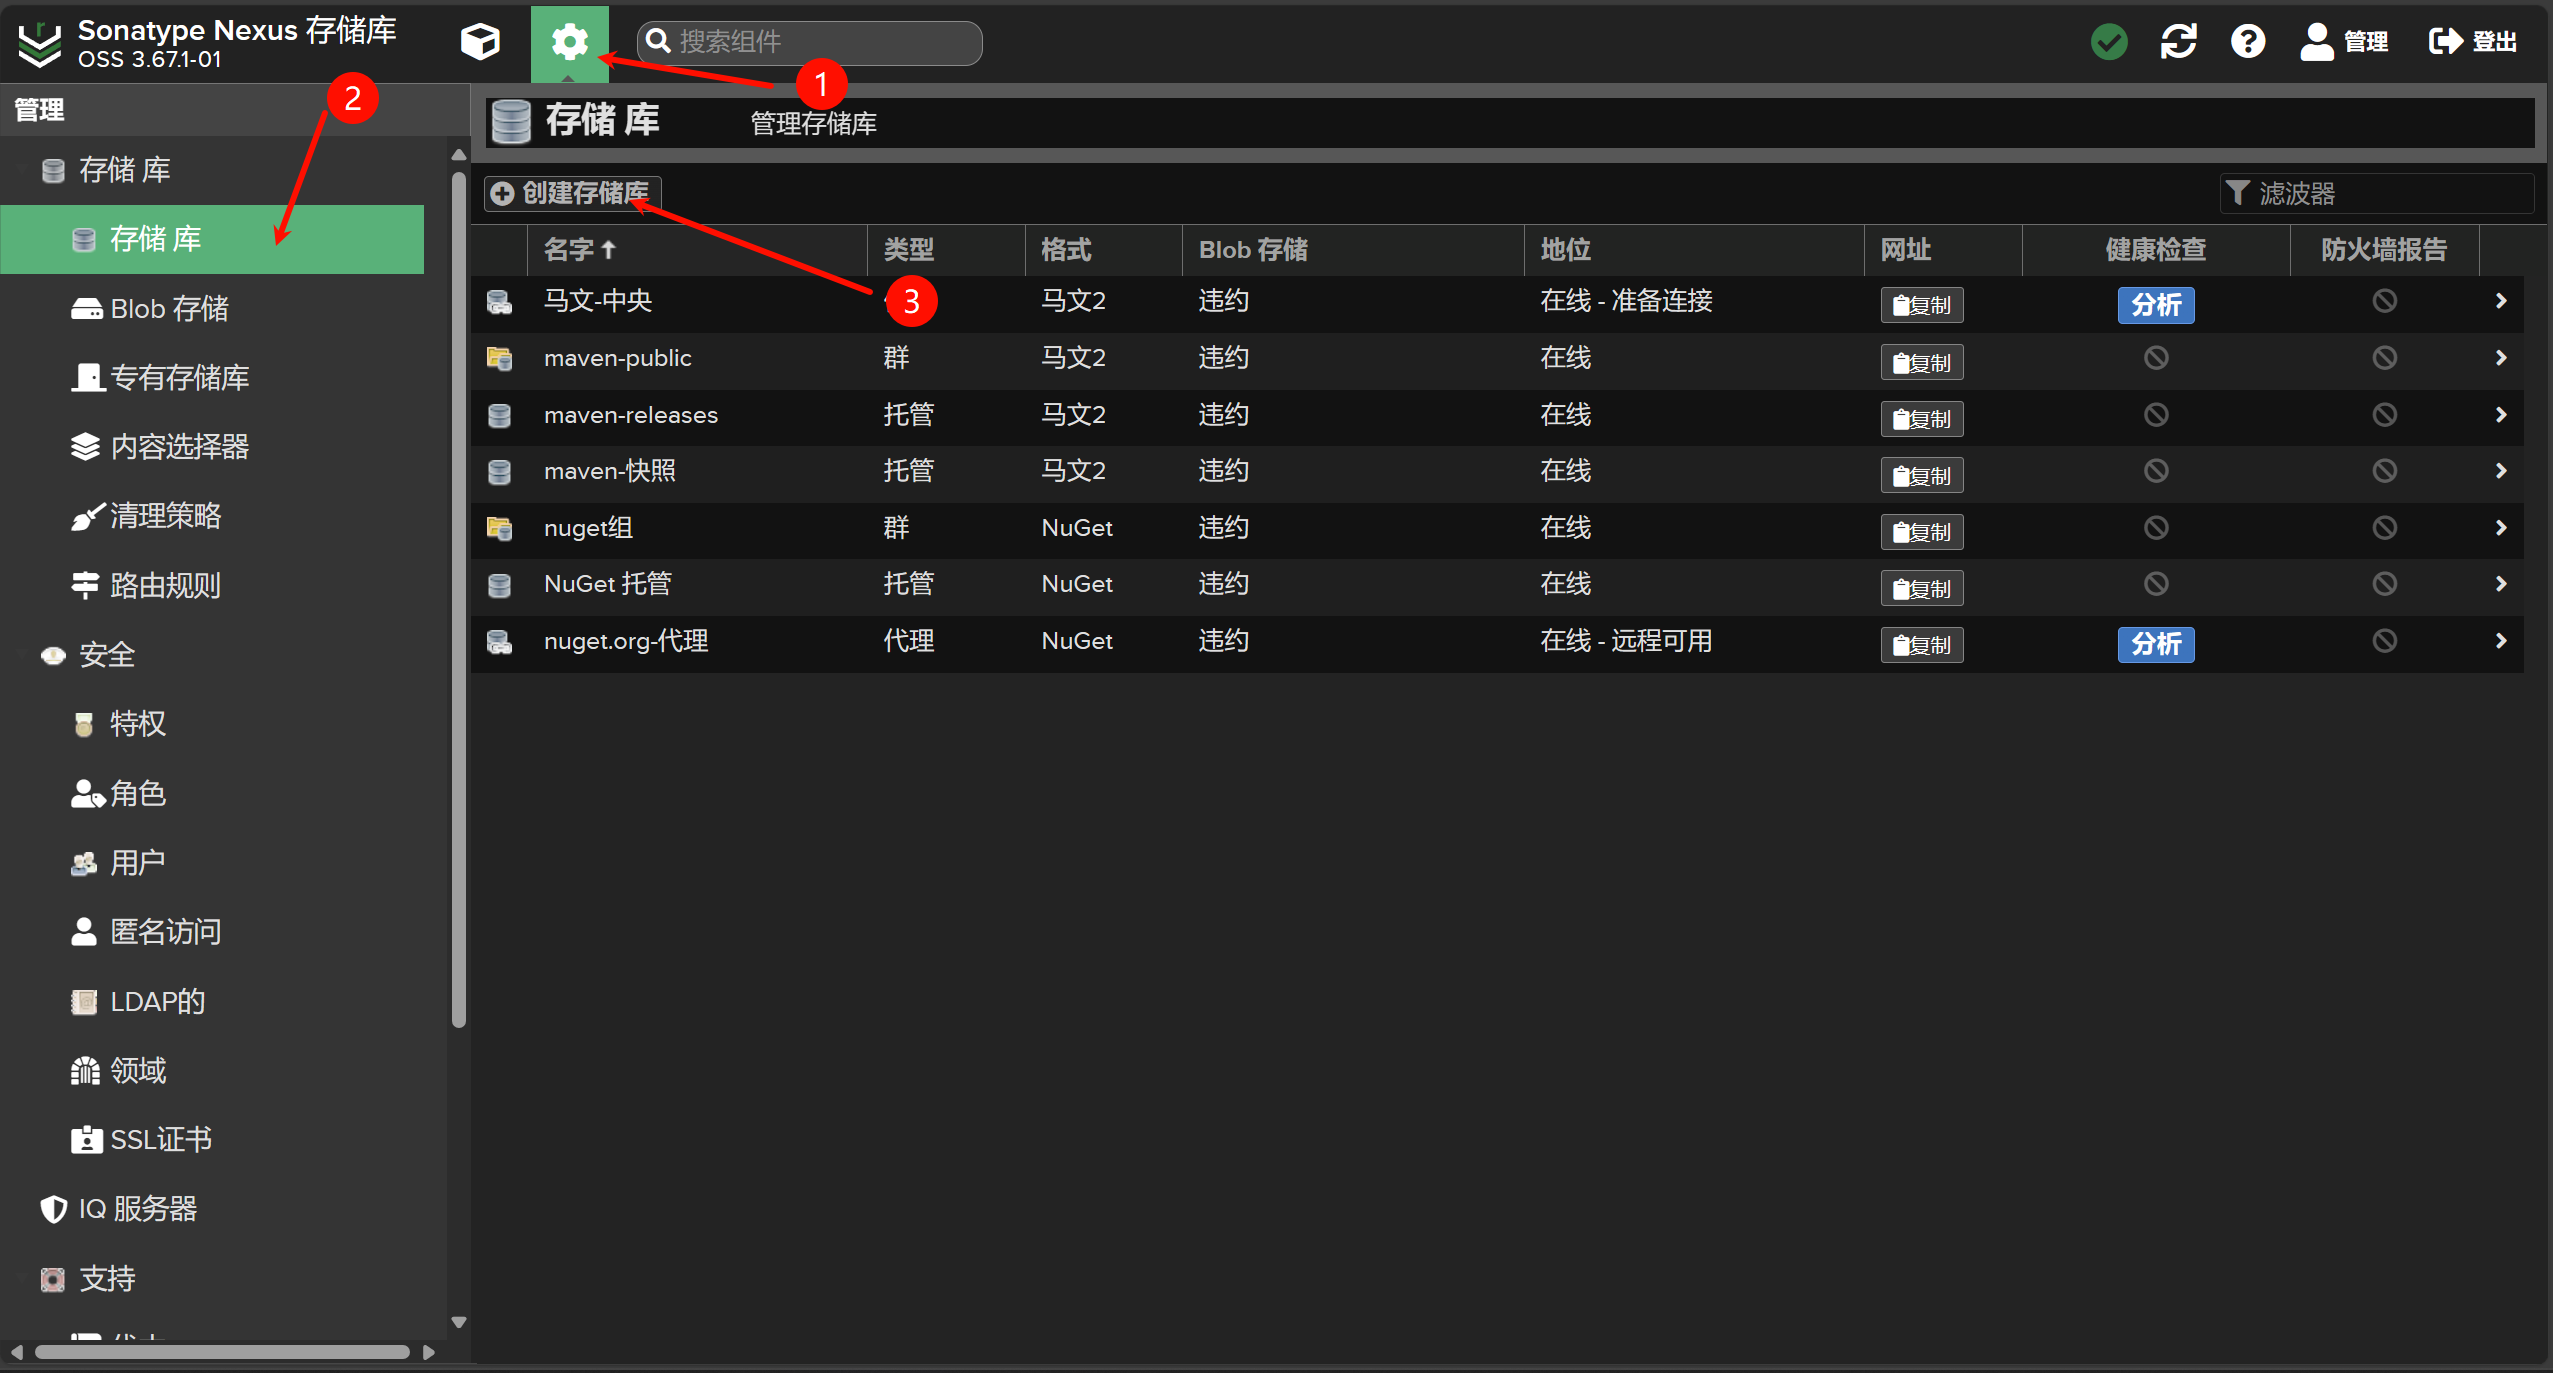 Sonatype Nexus 存储库
OSS 3.67.1-01
搜索组件
管理
登出
1
2
管理
存储 库
管理存储库
存储 库
存储 库
Blob 存储
专有存储库
内容选择器
清理策略
路由规则
安全
特权
角色
用户
匿名访问
LDAP的
领域
SSL证书
IQ 服务器
支持
创建存储库
滤波器
名字 类型 格式 Blob 存储 地位 网址 健康检查 防火墙报告
3
马文-中央 马文2 违约 在线 - 准备连接 复制 分析
maven-public 群 马文2 违约 在线 复制
maven-releases 托管 马文2 违约 在线 复制
maven-快照 托管 马文2 违约 在线 复制
nuget组 群 NuGet 违约 在线 复制
NuGet 托管 托管 NuGet 违约 在线 复制
nuget.org-代理 代理 NuGet 违约 在线 - 远程可用 复制 分析